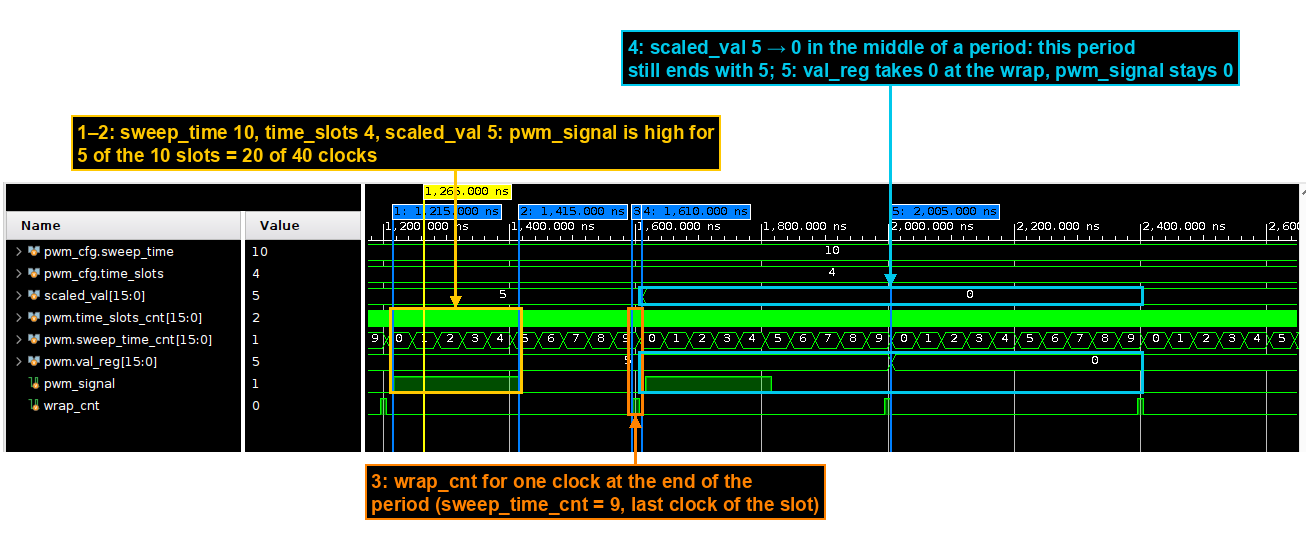 4: scaled_val 5 → 0 in the middle of a period: this period
still ends with 5; 5: val_reg takes 0 at the wrap, pwm_signal stays 0
1–2: sweep_time 10, time_slots 4, scaled_val 5: pwm_signal is high for
5 of the 10 slots = 20 of 40 clocks
1,265.000 ns
1: 1,215.000 ns 2: 1,415.000 ns 4: 1,610.000 ns 5: 2,005.000 ns
Name Value
1,200.000 ns 1,400.000 ns 1,600.000 ns 1,800.000 ns 2,000.000 ns 2,200.000 ns 2,400.000 ns
pwm_cfg.sweep_time 10 10
pwm_cfg.time_slots 4 4
scaled_val[15:0] 5 5 0
pwm.time_slots_cnt[15:0] 2
pwm.sweep_time_cnt[15:0] 1 9 0 1 2 3 4 5 6 7 8 9 0 1 2 3 4 5 6 7 8 9 0 1 2 3 4 5 6 7 8 9 0 1 2 3 4 5
pwm.val_reg[15:0] 5 5 0
pwm_signal 1
wrap_cnt 0
3: wrap_cnt for one clock at the end of the
period (sweep_time_cnt = 9, last clock of the slot)